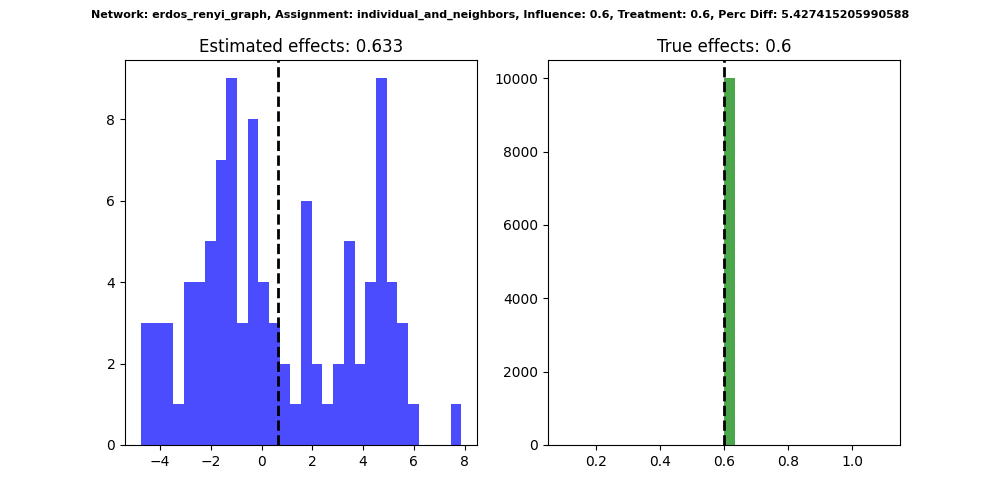 Network: erdos_renyi_graph, Assignment: individual_and_neighbors, Influence: 0.6, Treatment: 0.6, Perc Diff: 5.427415205990588
Estimated effects: 0.633
True effects: 0.6
8
6
4
2
0
−4 −2 0 2 4 6 8
10000
8000
6000
4000
2000
0
0.2 0.4 0.6 0.8 1.0